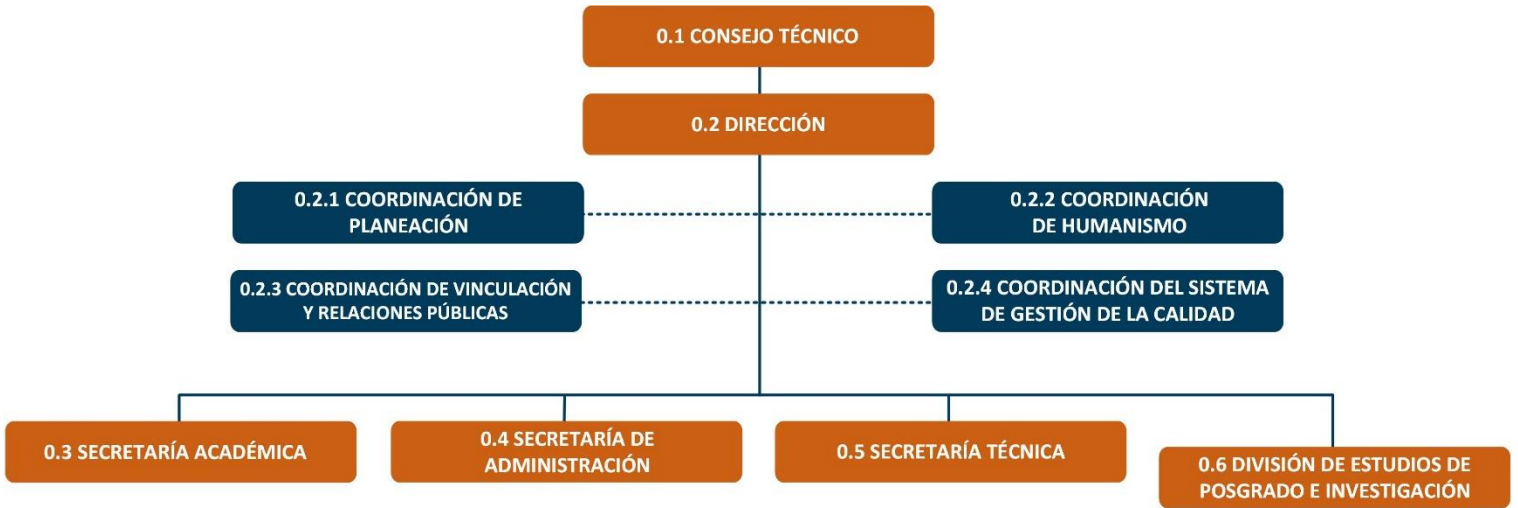 0.1 CONSEJO TÉCNICO
0.2 DIRECCIÓN
0.2.1 COORDINACIÓN DE
PLANEACIÓN
0.2.2 COORDINACIÓN
DE HUMANISMO
0.2.3 COORDINACIÓN DE VINCULACIÓN
Y RELACIONES PÚBLICAS
0.2.4 COORDINACIÓN DEL SISTEMA
DE GESTIÓN DE LA CALIDAD
0.3 SECRETARÍA ACADÉMICA
0.4 SECRETARÍA DE
ADMINISTRACIÓN
0.5 SECRETARÍA TÉCNICA
0.6 DIVISIÓN DE ESTUDIOS DE
POSGRADO E INVESTIGACIÓN